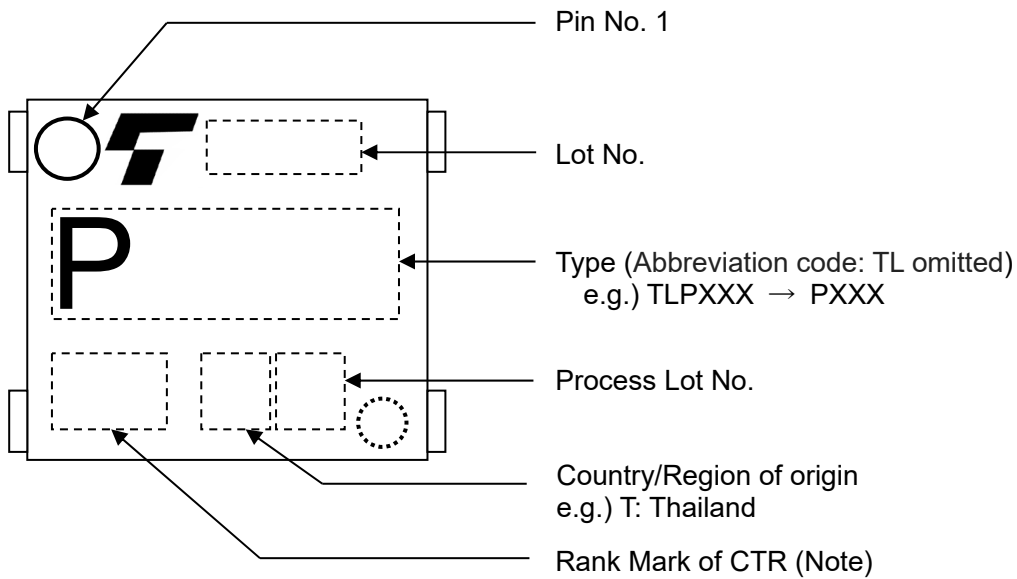 Pin No. 1
Lot No.
P
Type (Abbreviation code: TL omitted)
e.g.) TLPXXX → PXXX
Process Lot No.
Country/Region of origin
e.g.) T: Thailand
Rank Mark of CTR (Note)